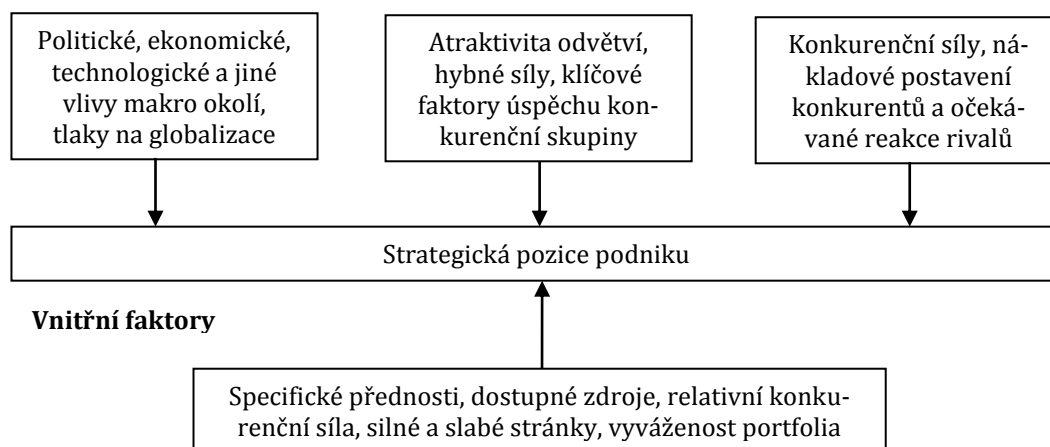 Politické, ekonomické,
technologické a jiné
vlivy makro okolí,
tlaky na globalizace
Atraktivita odvětví,
hybné síly, klíčové
faktory úspěchu kon-
kurenční skupiny
Konkurenční síly, ná-
kladové postavení
konkurentů a očeká-
vané reakce rivalů
Strategická pozice podniku
Vnitřní faktory
Specifické přednosti, dostupné zdroje, relativní konku-
renční síla, silné a slabé stránky, vyváženost portfolia